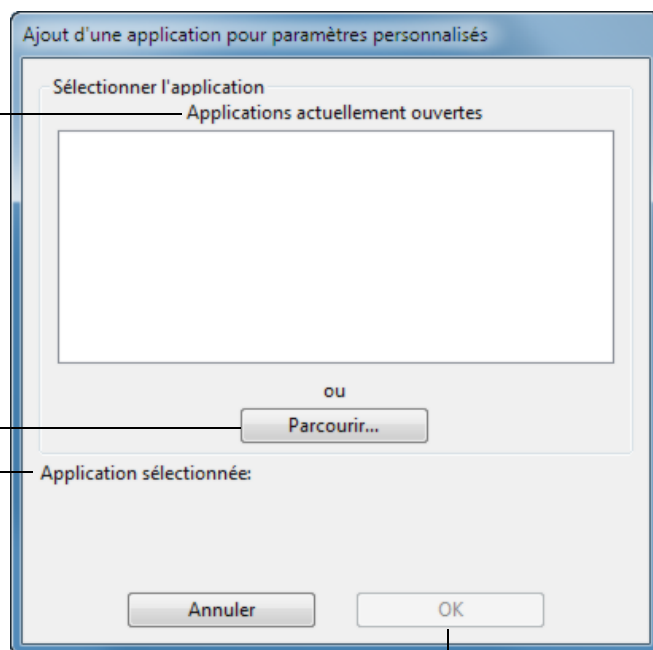 Ajout d'une application pour paramètres personnalisés
Sélectionner l'application
Applications actuellement ouvertes
ou
Parcourir...
Application sélectionnée:
Annuler
OK